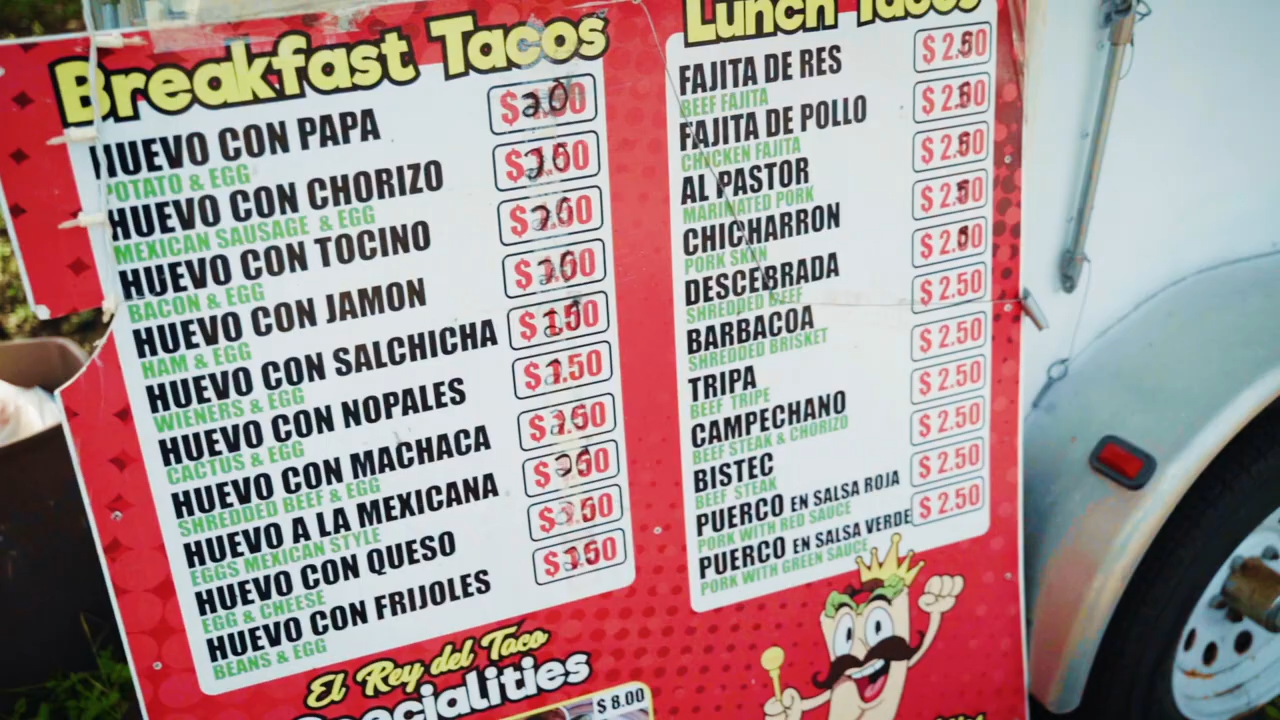 Breakfast Tacos
HUEVO CON PAPA
POTATO & EGG
HUEVO CON CHORIZO
MEXICAN SAUSAGE & EGG
HUEVO CON TOCINO
BACON & EGG
HUEVO CON JAMON
HAM & EGG
HUEVO CON SALCHICHA
WIENERS & EGG
HUEVO CON NOPALES
CACTUS & EGG
HUEVO CON MACHACA
SHREDDED BEEF & EGG
HUEVO A LA MEXICANA
EGGS MEXICAN STYLE
HUEVO CON QUESO
EGG & CHEESE
HUEVO CON FRIJOLES
BEANS & EGG
Lunch Tacos
FAJITA DE RES
BEEF FAJITA
FAJITA DE POLLO
CHICKEN FAJITA
AL PASTOR
MARINATED PORK
CHICHARRON
PORK SKIN
DESCEBRADA
SHREDDED BEEF
BARBACOA $ 2.50
SHREDDED BRISKET
TRIPA $ 2.50
BEEF TRIPE
CAMPECHANO $ 2.50
BEEF STEAK & CHORIZO
BISTEC $ 2.50
BEEF STEAK
PUERCO EN SALSA ROJA $ 2.50
PORK WITH RED SAUCE
PUERCO EN SALSA VERDE $ 2.50
PORK WITH GREEN SAUCE
El Rey del Taco
Specialities
$ 8.00